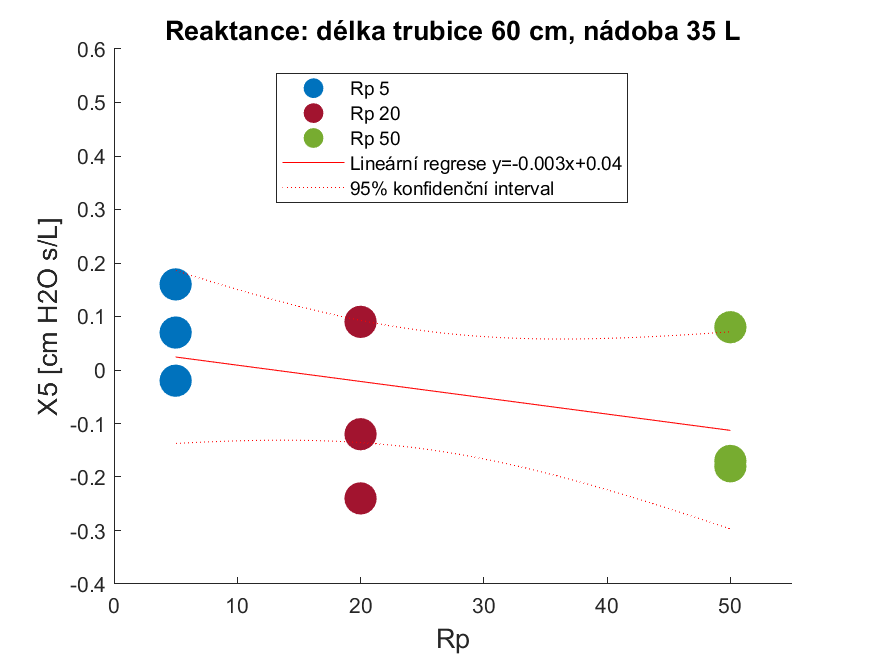 Reaktance: délka trubice 60 cm, nádoba 35 L
0.6
0.5
0.4
0.3
0.2
0.1
0
-0.1
-0.2
-0.3
-0.4
X5 [cm H2O s/L]
Rp 5
Rp 20
Rp 50
Lineární regrese y=-0.003x+0.04
95% konfidenční interval
0 10 20 30 40 50
Rp